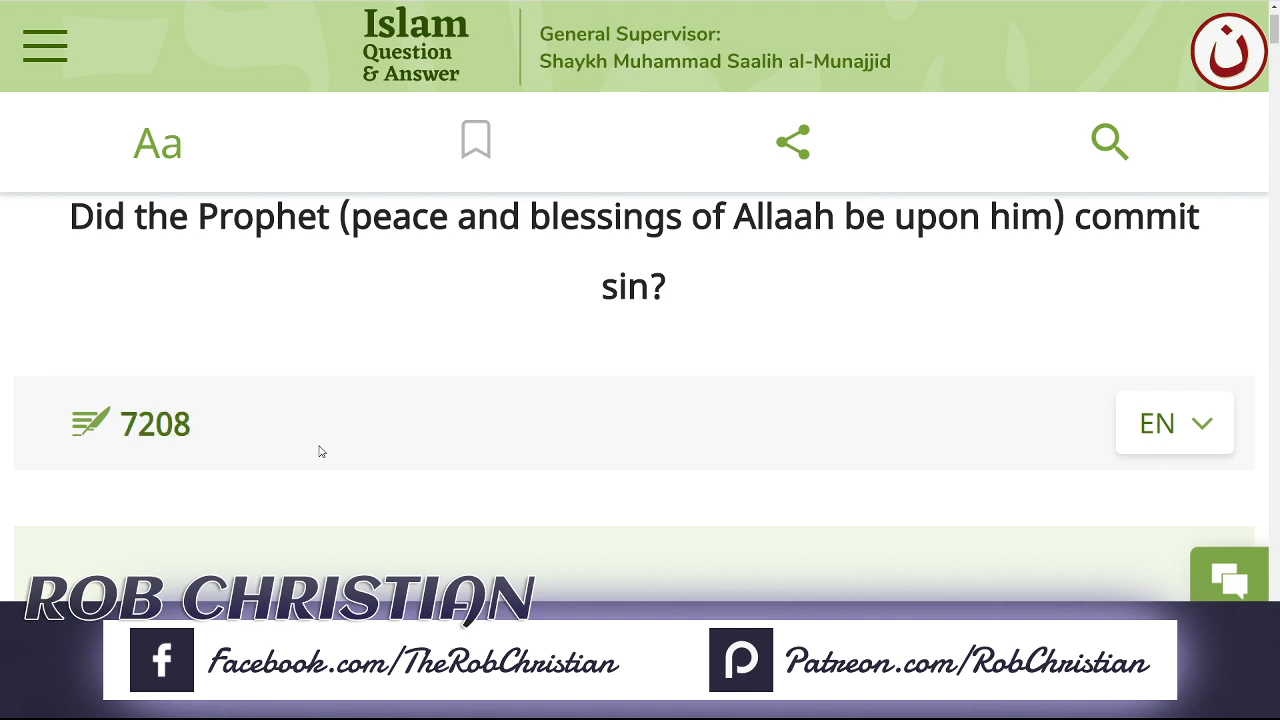 Islam
Question
& Answer
General Supervisor:
Shaykh Muhammad Saalih al-Munajjid
ن
Aa
Did the Prophet (peace and blessings of Allaah be upon him) commit
sin?
7208
EN
ROB CHRISTIAN
Facebook.com/TheRobChristian
Patreon.com/RobChristian